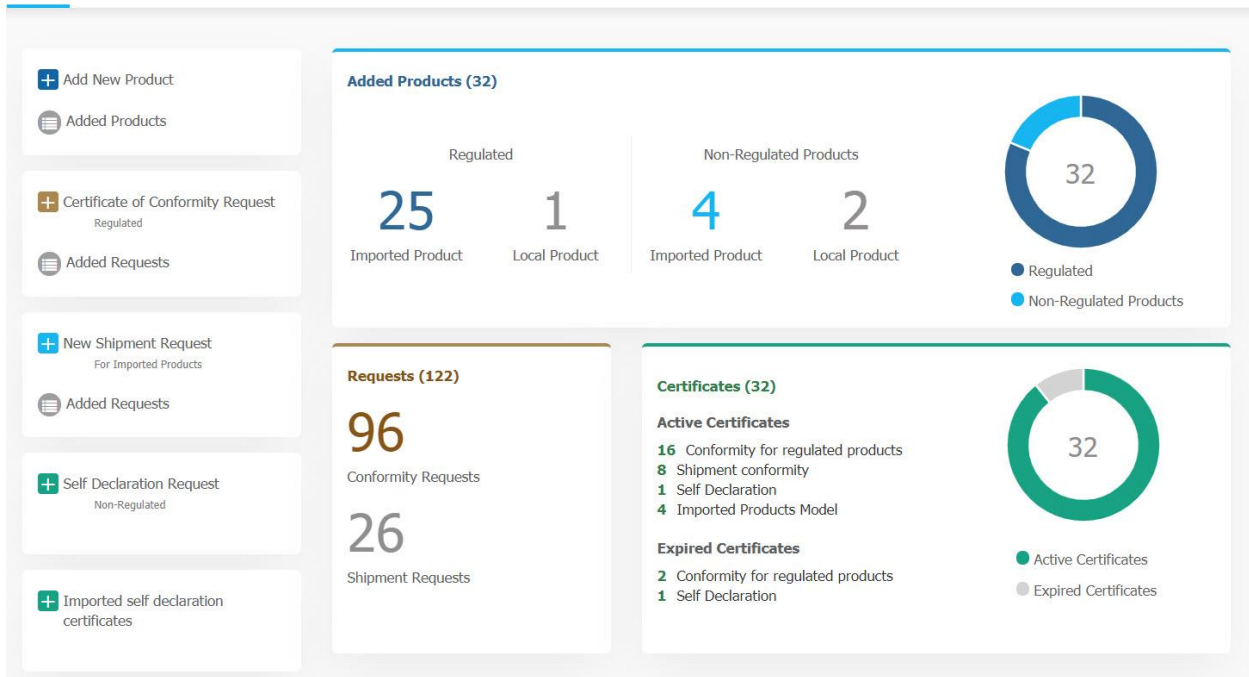 Add New Product
Added Products
Certificate of Conformity Request
Regulated
Added Requests
New Shipment Request
For Imported Products
Added Requests
Self Declaration Request
Non-Regulated
Imported self declaration
certificates
Added Products (32)
Regulated
25
Imported Product
1
Local Product
Non-Regulated Products
4
Imported Product
2
Local Product
32
Regulated
Non-Regulated Products
Requests (122)
96
Conformity Requests
26
Shipment Requests
Certificates (32)
Active Certificates
16 Conformity for regulated products
8 Shipment conformity
1 Self Declaration
4 Imported Products Model
Expired Certificates
2 Conformity for regulated products
1 Self Declaration
32
Active Certificates
Expired Certificates